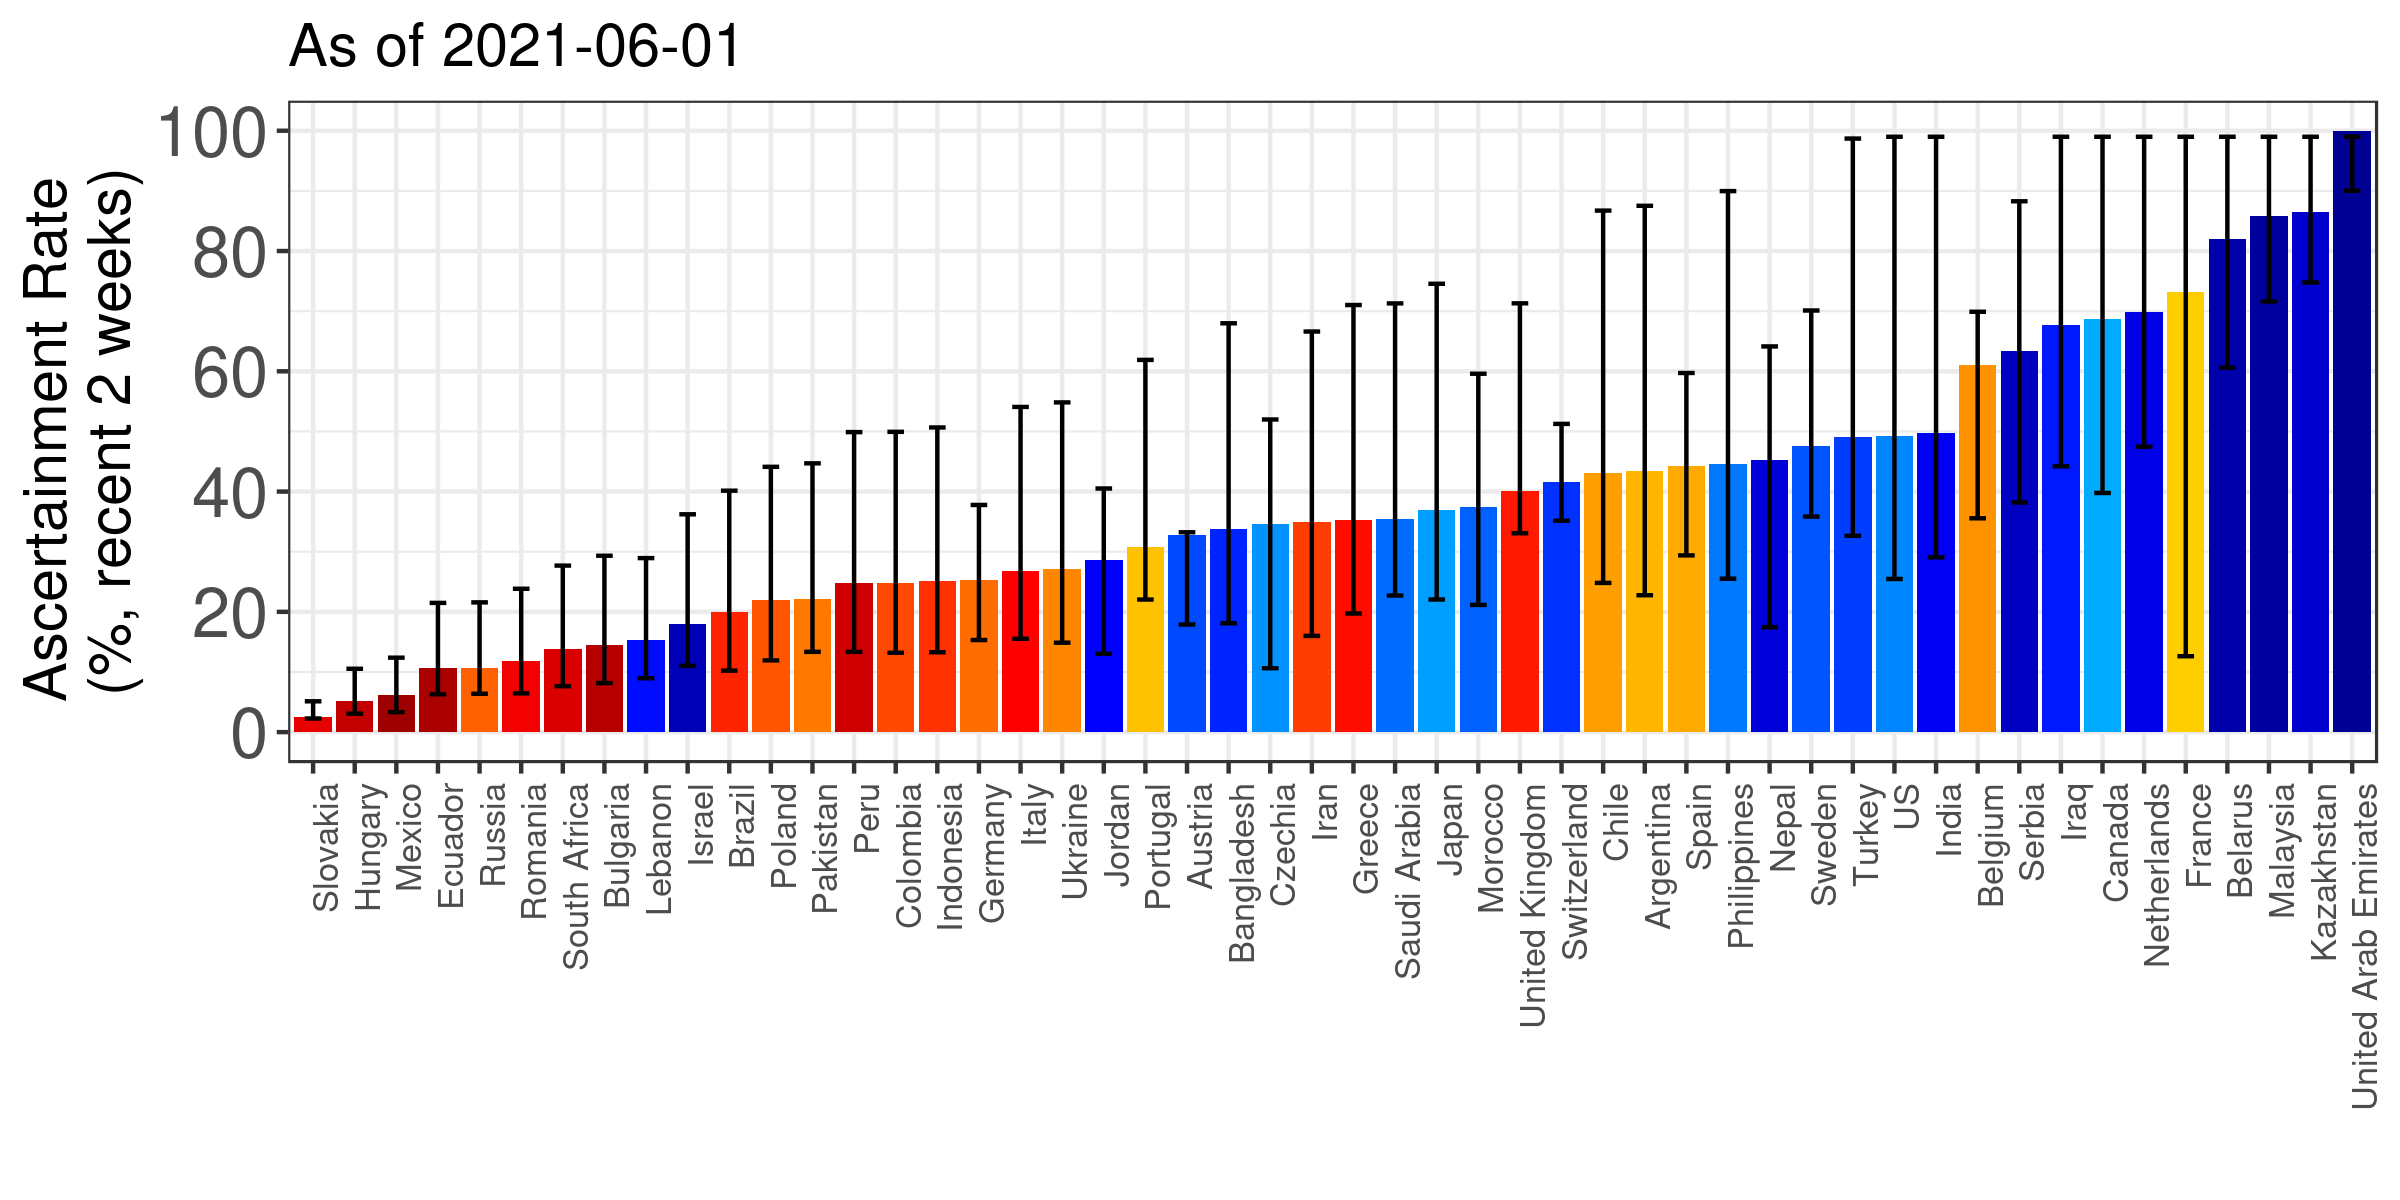 As of 2021-06-01
Ascertainment Rate
(%, recent 2 weeks)
100
80
60
40
20
0
Slovakia
Hungary
Mexico
Ecuador
Russia
Romania
South Africa
Bulgaria
Lebanon
Israel
Brazil
Poland
Pakistan
Peru
Colombia
Indonesia
Germany
Italy
Ukraine
Jordan
Portugal
Austria
Bangladesh
Czechia
Iran
Greece
Saudi Arabia
Japan
Morocco
United Kingdom
Switzerland
Chile
Argentina
Spain
Philippines
Nepal
Sweden
Turkey
US
India
Belgium
Serbia
Iraq
Canada
Netherlands
France
Belarus
Malaysia
Kazakhstan
United Arab Emirates